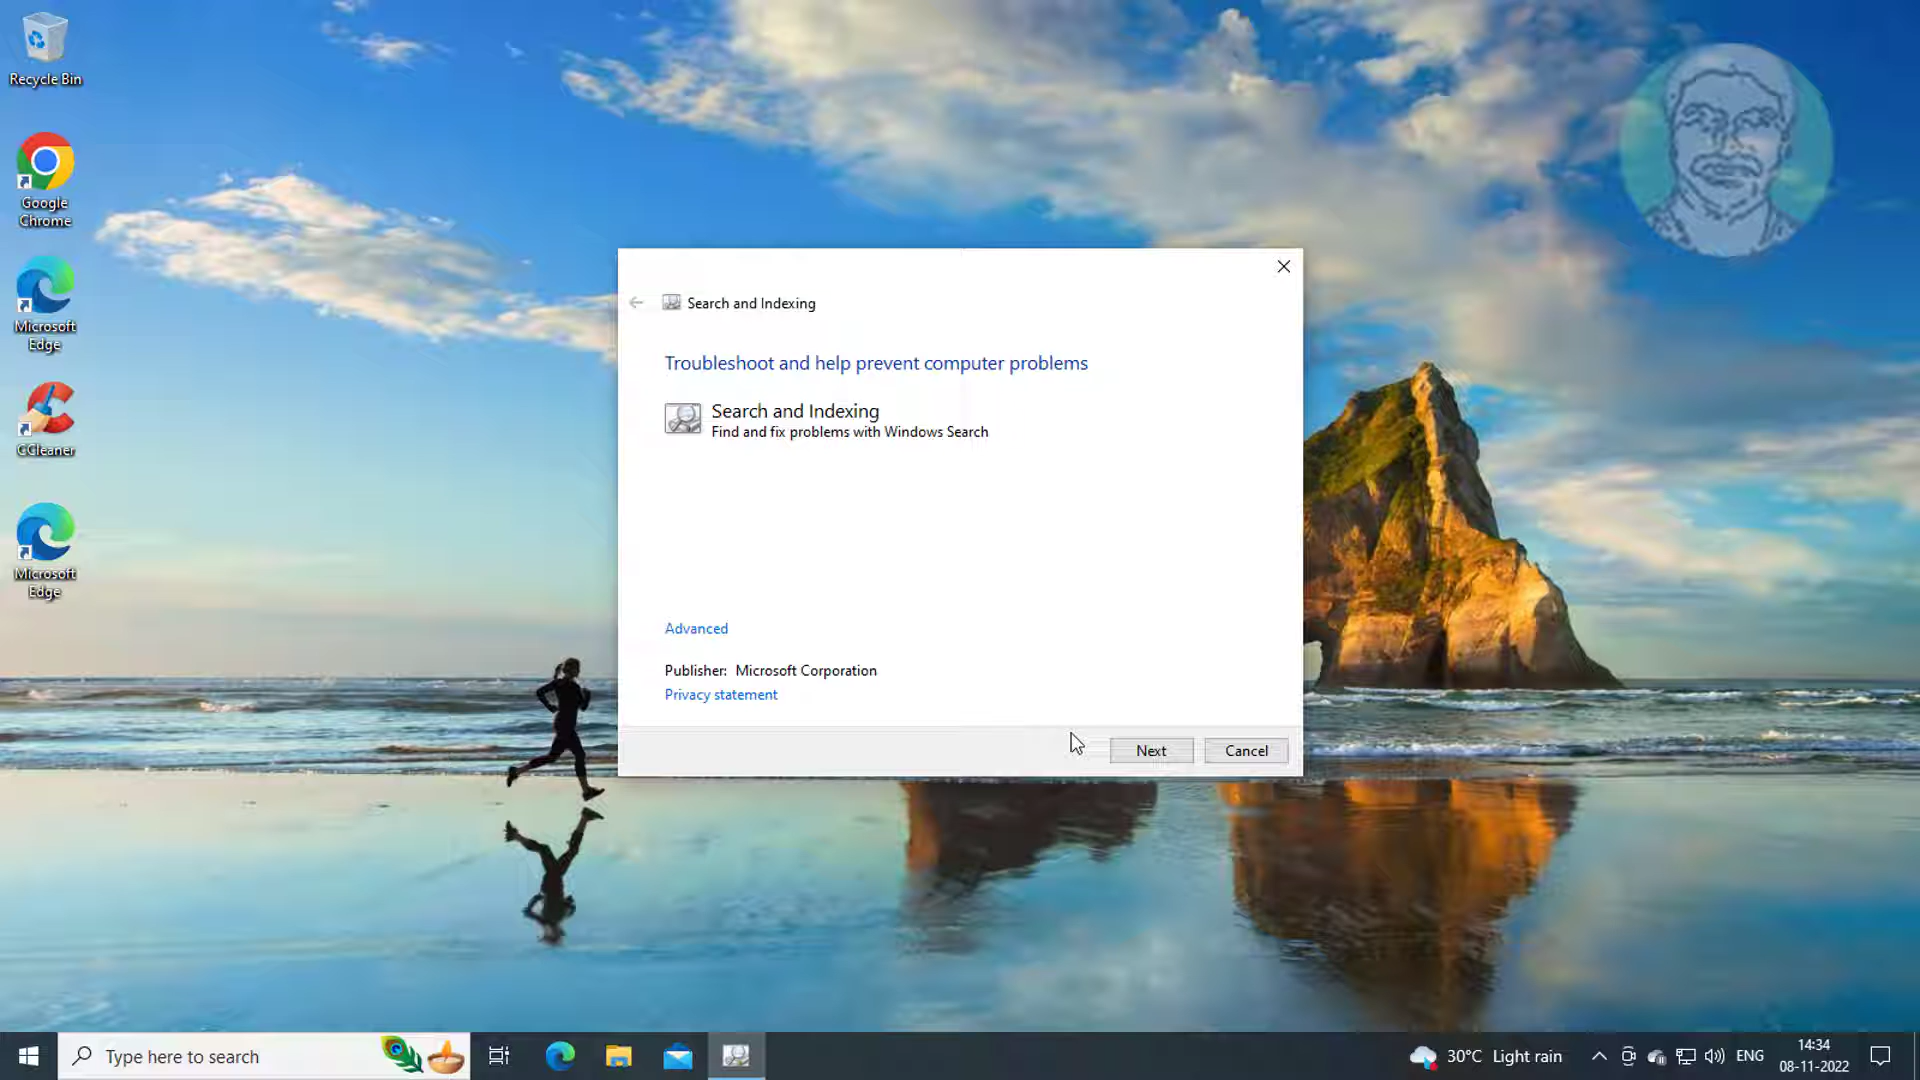 Recycle Bin
Google
Chrome
Microsoft
Edge
CCleaner
Microsoft
Edge
Search and Indexing
Troubleshoot and help prevent computer problems
Search and Indexing
Find and fix problems with Windows Search
Advanced
Publisher: Microsoft Corporation
Privacy statement
Next
Cancel
Type here to search
30°C Light rain
ENG
14:34
08-11-2022